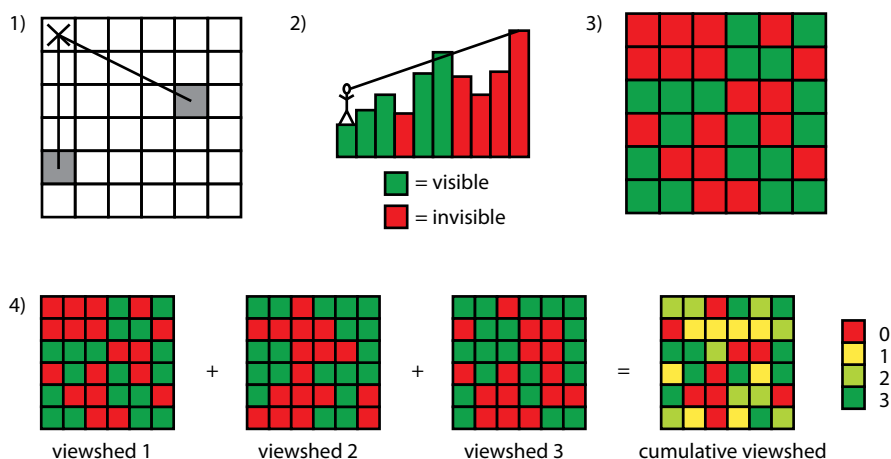 1)
2)
3)
= visible
= invisible
4)
+
+
=
0
1
2
3
viewshed 1
viewshed 2
viewshed 3
cumulative viewshed